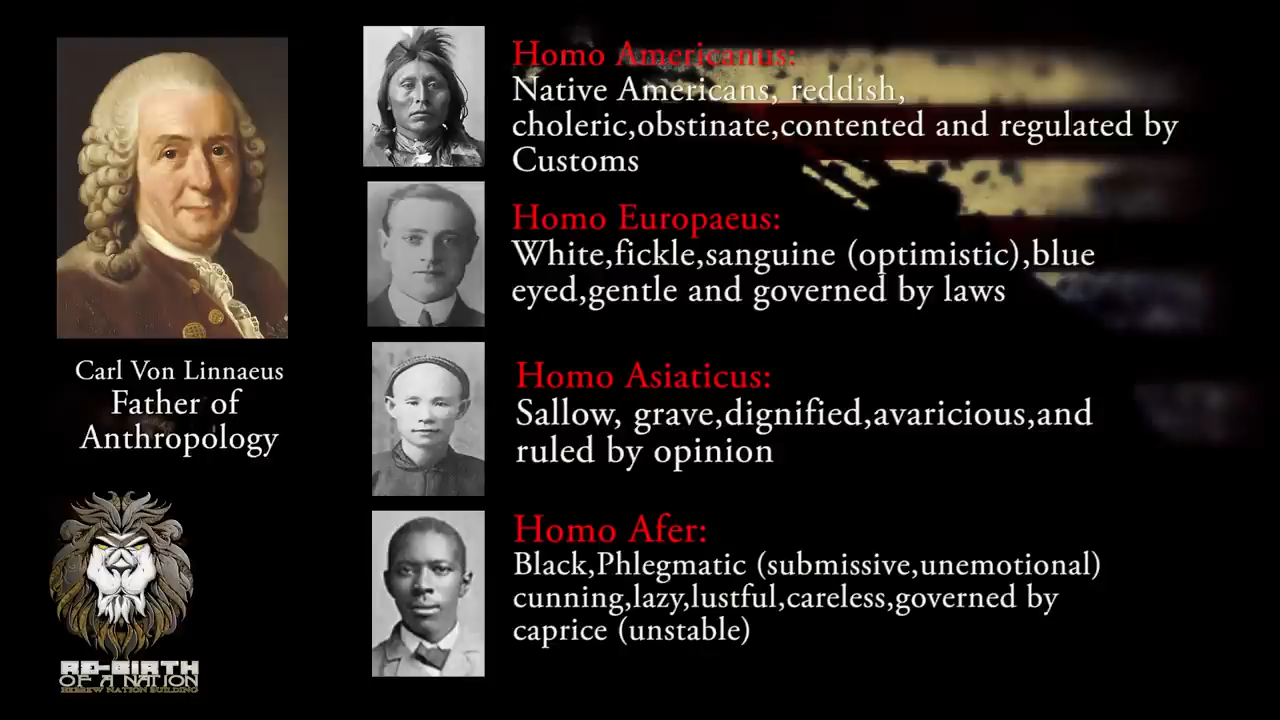 Carl Von Linnaeus
Father of
Anthropology
RE-BIRTH
OF A NATION
HEBREW NATION BUILDING
Homo Americanus:
Native Americans, reddish,
choleric,obstinate,contented and regulated by
Customs
Homo Europaeus:
White,fickle,sanguine (optimistic),blue
eyed,gentle and governed by laws
Homo Asiaticus:
Sallow, grave,dignified,avaricious,and
ruled by opinion
Homo Afer:
Black,Phlegmatic (submissive,unemotional)
cunning,lazy,lustful,careless,governed by
caprice (unstable)